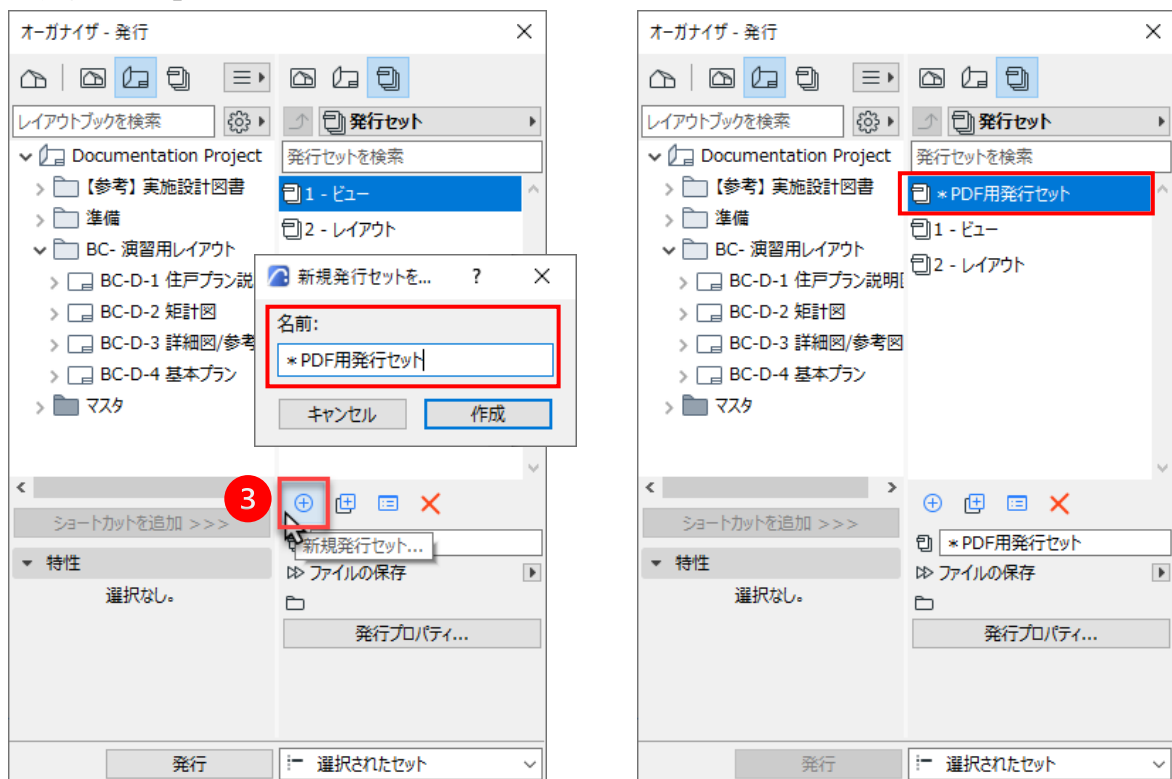 オーガナイザ - 発行
レイアウトブックを検索
発行セット
Documentation Project
発行セットを検索
【参考】実施設計図書
1 - ビュー
準備
2 - レイアウト
BC- 演習用レイアウト
BC-D-1 住戸プラン説
BC-D-2 矩計図
BC-D-3 詳細図/参考
BC-D-4 基本プラン
マスタ
新規発行セットを... ?
名前:
*PDF用発行セット
キャンセル
作成
3
ショートカットを追加 >>>
新規発行セット...
特性
ファイルの保存
選択なし。
発行プロパティ...
発行
選択されたセット
オーガナイザ - 発行
レイアウトブックを検索
発行セット
Documentation Project
発行セットを検索
【参考】実施設計図書
*PDF用発行セット
準備
1 - ビュー
BC- 演習用レイアウト
2 - レイアウト
BC-D-1 住戸プラン説明
BC-D-2 矩計図
BC-D-3 詳細図/参考図
BC-D-4 基本プラン
マスタ
ショートカットを追加 >>>
*PDF用発行セット
特性
ファイルの保存
選択なし。
発行プロパティ...
発行
選択されたセット